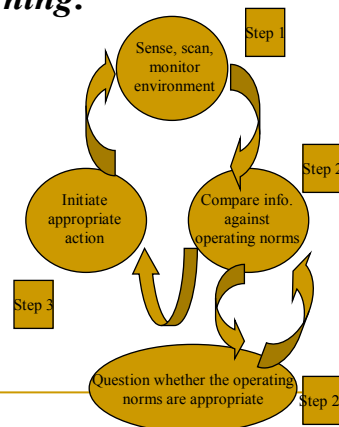 ning:
Sense, scan,
monitor
environment
Step 1
Initiate
appropriate
action
Compare info.
against
operating norms
Step 2
Step 3
Question whether the operating
norms are appropriate
Step 2